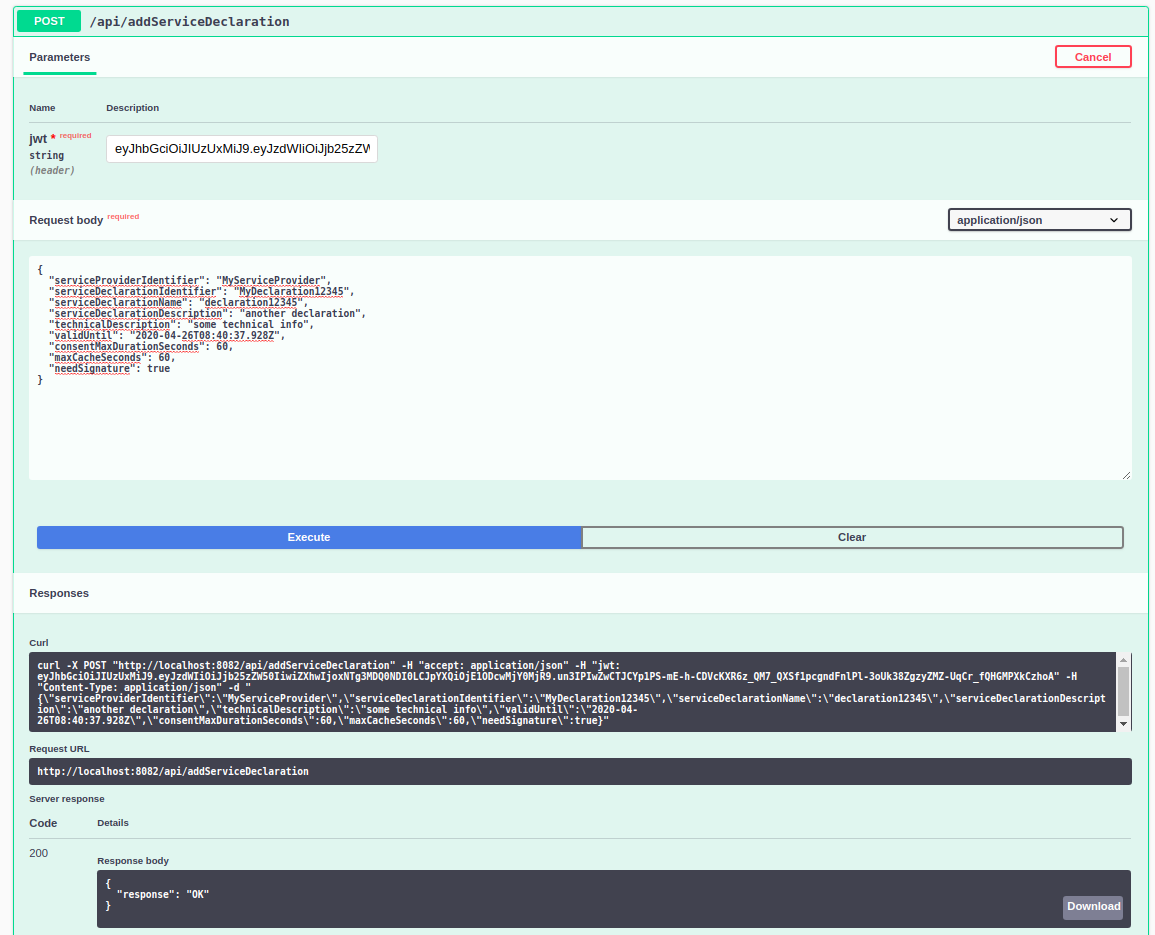 POST /api/addServiceDeclaration
Parameters
Cancel
Name Description
jwt * required
string
(header)
eyJhbGciOiJIUzUxMiJ9.eyJzdWIiOiJjb25zZW
Request body required
application/json
{
"serviceProviderIdentifier": "MyServiceProvider",
"serviceDeclarationIdentifier": "MyDeclaration12345",
"serviceDeclarationName": "declaration12345",
"serviceDeclarationDescription": "another declaration",
"technicalDescription": "some technical info",
"validUntil": "2020-04-26T08:40:37.928Z",
"consentMaxDurationSeconds": 60,
"maxCacheSeconds": 60,
"needSignature": true
}
Execute Clear
Responses
Curl
curl -X POST "http://localhost:8082/api/addServiceDeclaration" -H "accept: application/json" -H "jwt:
eyJhbGciOiJIUzUxMiJ9.eyJzdWIiOiJjb25zZW50IiwiZXhwIjoxNTg3MDQ0NDI0LCJpYXQiOjE1ODcwMjY0MjR9.un3IPIwZwCTJCYp1PS-mE-h-CDVcKXR6z_QM7_QXSf1pcgndFnlPl-3oUk38ZgzyZMZ-UqCr_fQHGMPXkCzhoA" -H
"Content-Type: application/json" -d "
{\"serviceProviderIdentifier\":\"MyServiceProvider\",\"serviceDeclarationIdentifier\":\"MyDeclaration12345\",\"serviceDeclarationName\":\"declaration12345\",\"serviceDeclarationDescript
ion\":\"another declaration\",\"technicalDescription\":\"some technical info\",\"validUntil\":\"2020-04-
26T08:40:37.928Z\",\"consentMaxDurationSeconds\":60,\"maxCacheSeconds\":60,\"needSignature\":true}"
Request URL
http://localhost:8082/api/addServiceDeclaration
Server response
Code Details
200
Response body
{
"response": "OK"
}
Download